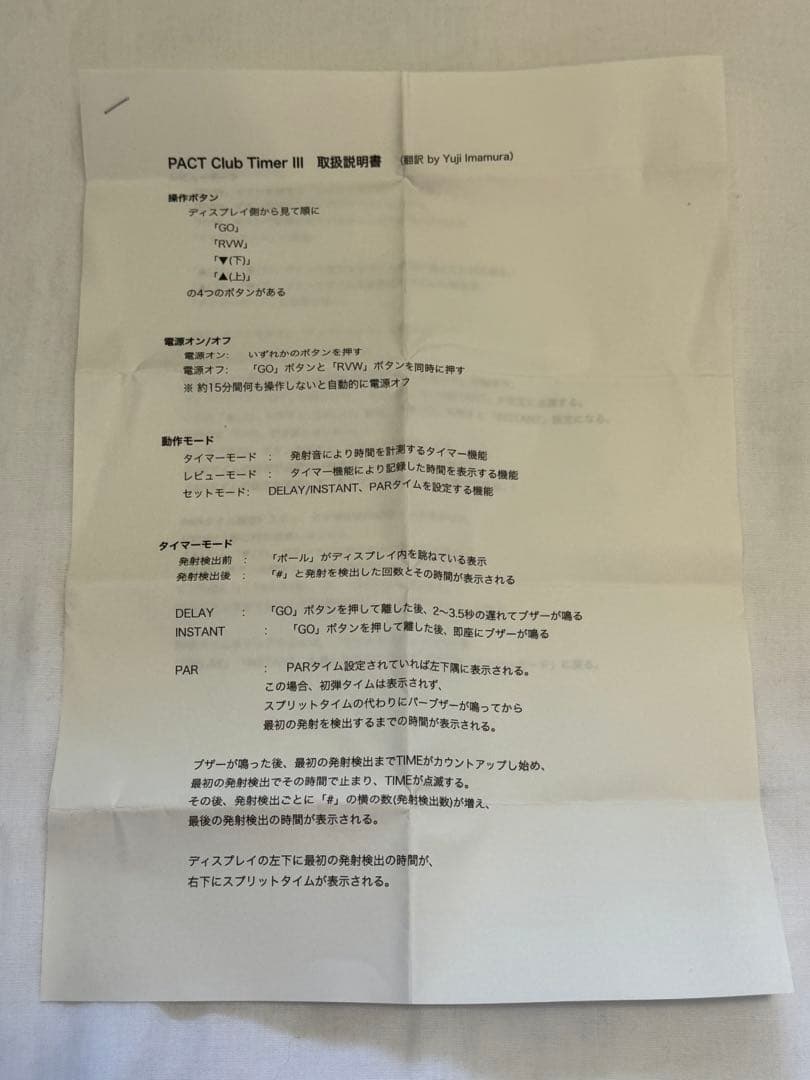 PACT Club Timer III 取扱説明書 （翻訳 by Yuji Imamura）
操作ボタン
ディスプレイ側から見て順に
「GO」
「RVW」
「▼(下)」
「▲(上)」
の4つのボタンがある
電源オン/オフ
電源オン: いずれかのボタンを押す
電源オフ: 「GO」ボタンと「RVW」ボタンを同時に押す
※ 約15分間何も操作しないと自動的に電源オフ
動作モード
タイマーモード : 発射音により時間を計測するタイマー機能
レビューモード : タイマー機能により記録した時間を表示する機能
セットモード: DELAY/INSTANT、PARタイムを設定する機能
タイマーモード
発射検出前 : 「ボール」がディスプレイ内を跳ねている表示
発射検出後 : 「#」と発射を検出した回数とその時間が表示される
DELAY : 「GO」ボタンを押して離した後、2〜3.5秒の遅れてブザーが鳴る
INSTANT : 「GO」ボタンを押して離した後、即座にブザーが鳴る
PAR : PARタイム設定されていれば左下隅に表示される。
この場合、初弾タイムは表示されず、
スプリットタイムの代わりにパーブザーが鳴ってから
最初の発射を検出するまでの時間が表示される。
ブザーが鳴った後、最初の発射検出までTIMEがカウントアップし始め、
最初の発射検出でその時間で止まり、TIMEが点滅する。
その後、発射検出ごとに「#」の横の数(発射検出数)が増え、
最後の発射検出の時間が表示される。
ディスプレイの左下に最初の発射検出の時間が、
右下にスプリットタイムが表示される。